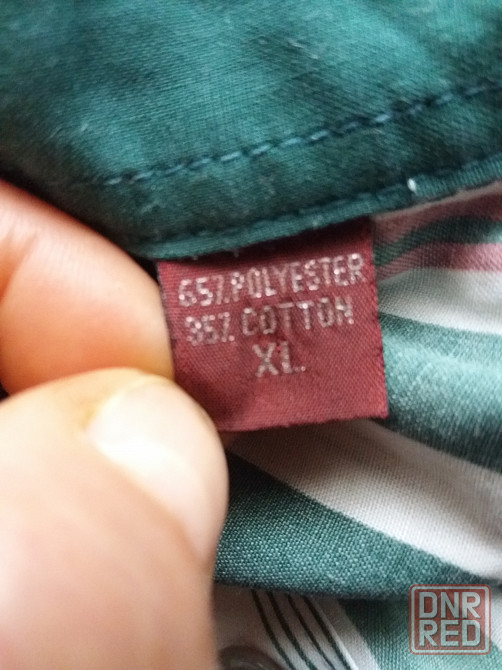 65% POLYESTER
35% COTTON
XL
DNR
RED